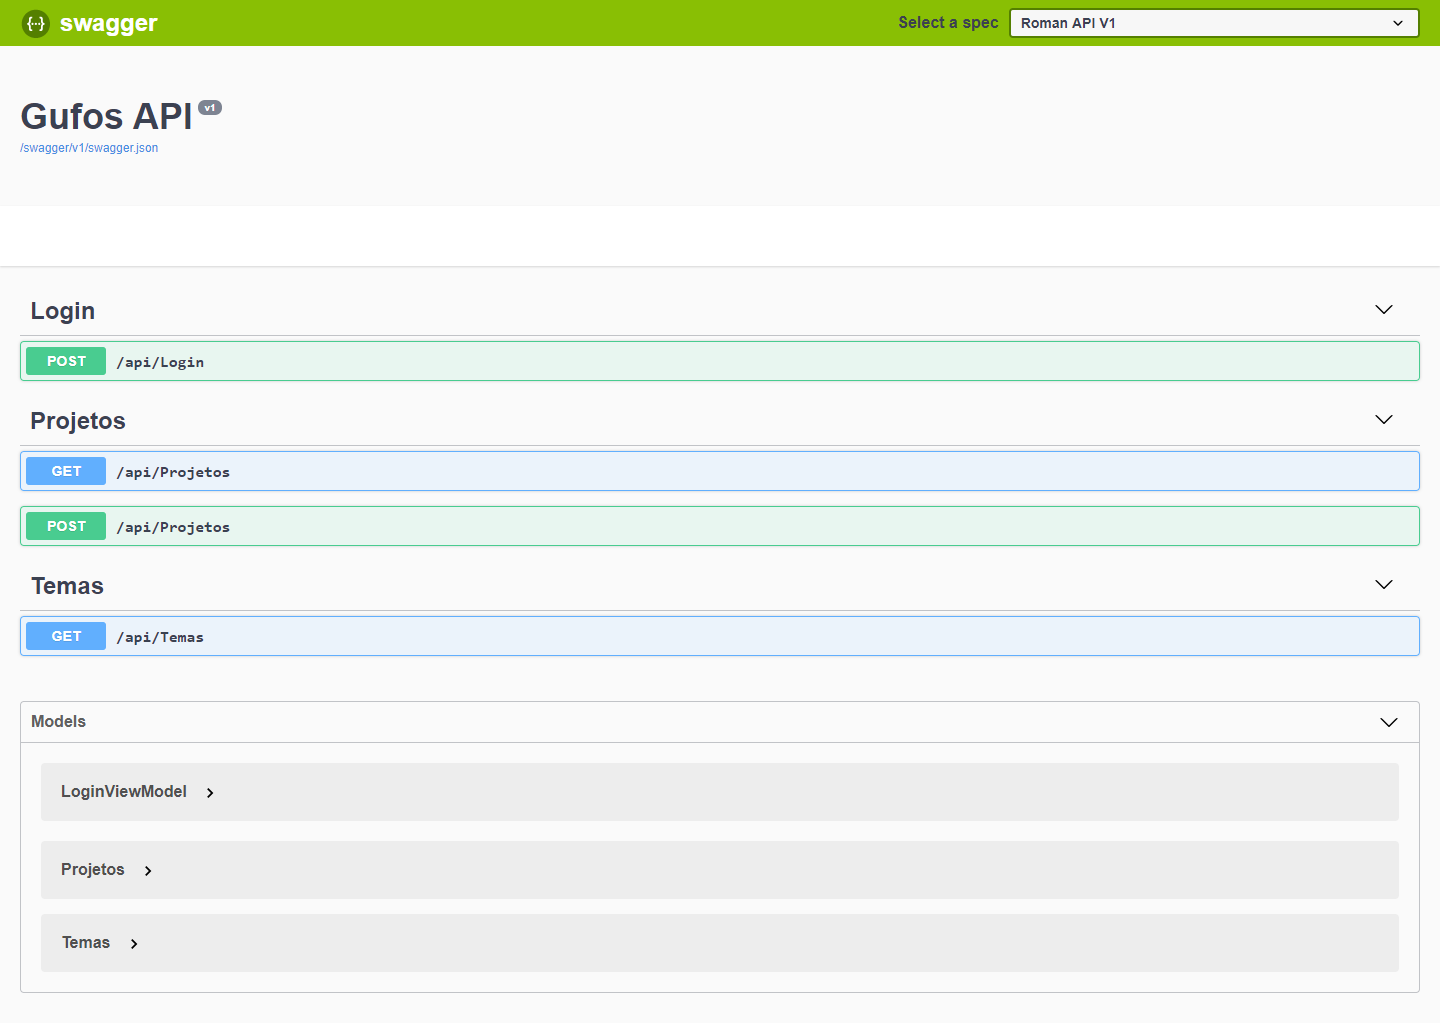 swagger
Select a spec
Roman API V1
Gufos API v1
/swagger/v1/swagger.json
Login
POST /api/Login
Projetos
GET /api/Projetos
POST /api/Projetos
Temas
GET /api/Temas
Models
LoginViewModel
Projetos
Temas